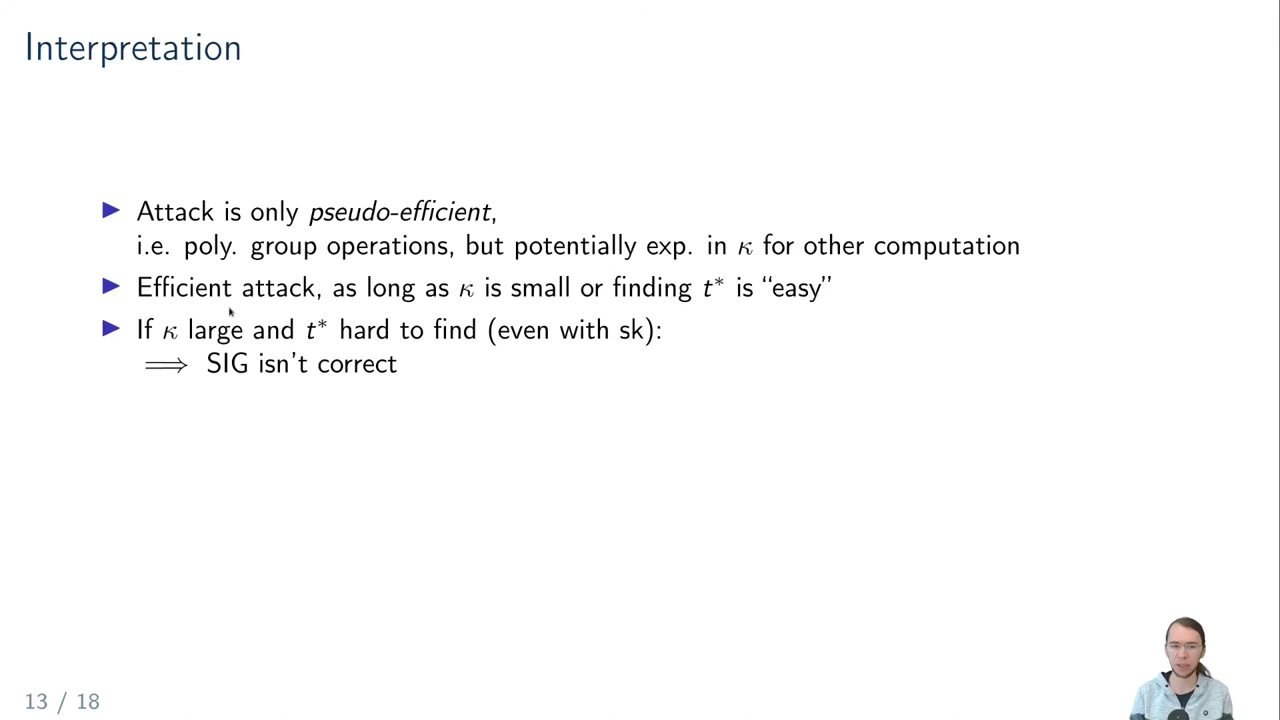 Interpretation
▶ Attack is only pseudo-efficient,
i.e. poly. group operations, but potentially exp. in κ for other computation
▶ Efficient attack, as long as κ is small or finding t* is “easy”
▶ If κ large and t* hard to find (even with sk):
⟹ SIG isn't correct
13 / 18